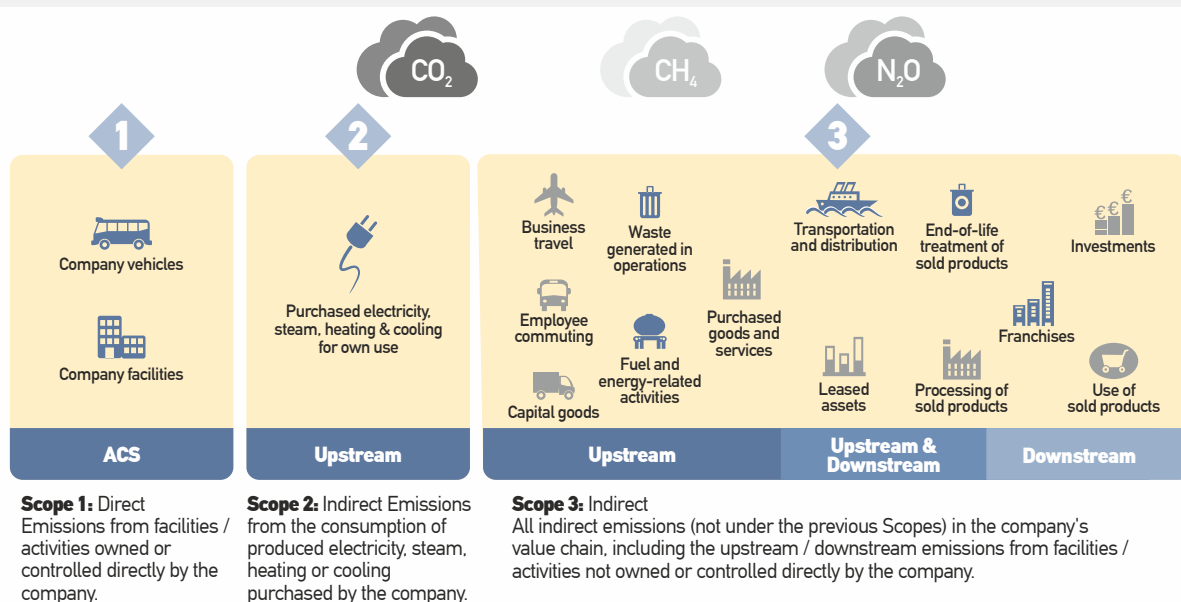 CO2
CH4
N2O
1
2
3
Company vehicles
Company facilities
ACS
Purchased electricity,
steam, heating & cooling
for own use
Upstream
Business
travel
Waste
generated in
operations
Employee
commuting
Fuel and
energy-related
activities
Purchased
goods and
services
Capital goods
Transportation
and distribution
End-of-life
treatment of
sold products
€€€
Investments
Franchises
Leased
assets
Processing of
sold products
Use of
sold products
Upstream
Upstream &
Downstream
Downstream
Scope 1: Direct
Emissions from facilities /
activities owned or
controlled directly by the
company.
Scope 2: Indirect Emissions
from the consumption of
produced electricity, steam,
heating or cooling
purchased by the company.
Scope 3: Indirect
All indirect emissions (not under the previous Scopes) in the company's
value chain, including the upstream / downstream emissions from facilities /
activities not owned or controlled directly by the company.